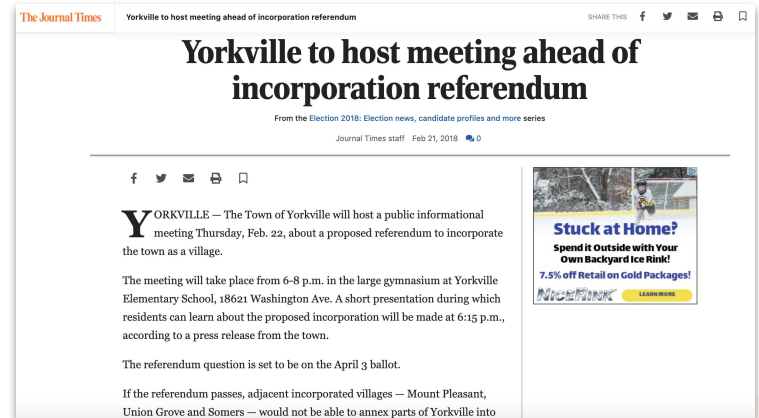 The Journal Times
Yorkville to host meeting ahead of incorporation referendum
SHARE THIS
Yorkville to host meeting ahead of
incorporation referendum
From the Election 2018: Election news, candidate profiles and more series
Journal Times staff Feb 21, 2018 0
YORKVILLE — The Town of Yorkville will host a public informational
meeting Thursday, Feb. 22, about a proposed referendum to incorporate
the town as a village.
The meeting will take place from 6-8 p.m. in the large gymnasium at Yorkville
Elementary School, 18621 Washington Ave. A short presentation during which
residents can learn about the proposed incorporation will be made at 6:15 p.m.,
according to a press release from the town.
The referendum question is set to be on the April 3 ballot.
If the referendum passes, adjacent incorporated villages — Mount Pleasant,
Union Grove and Somers — would not be able to annex parts of Yorkville into
Stuck at Home?
Spend it Outside with Your
Own Backyard Ice Rink!
7.5% off Retail on Gold Packages!
NiceRink
LEARN MORE